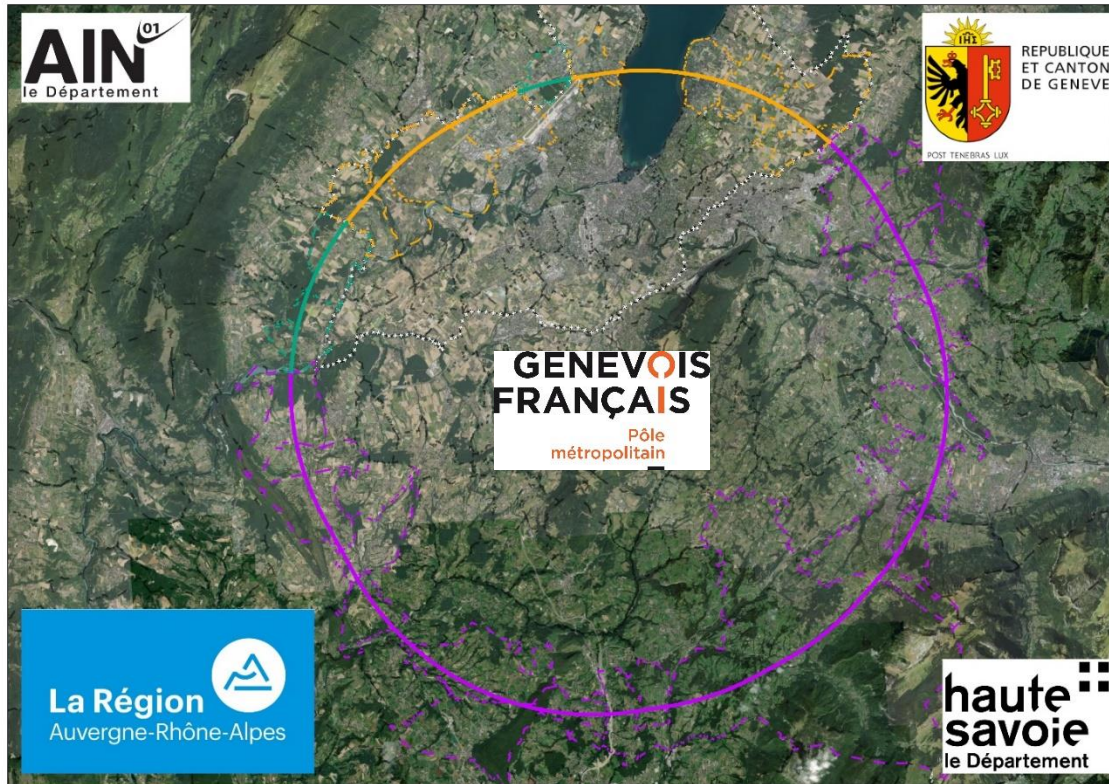 AIN 01
le Département
IHΣ
REPUBLIQUE
ET CANTON
DE GENEVE
POST TENEBRAS LUX
GENEVOIS
FRANÇAIS
Pôle
métropolitain
La Région
Auvergne-Rhône-Alpes
haute
savoie
le Département